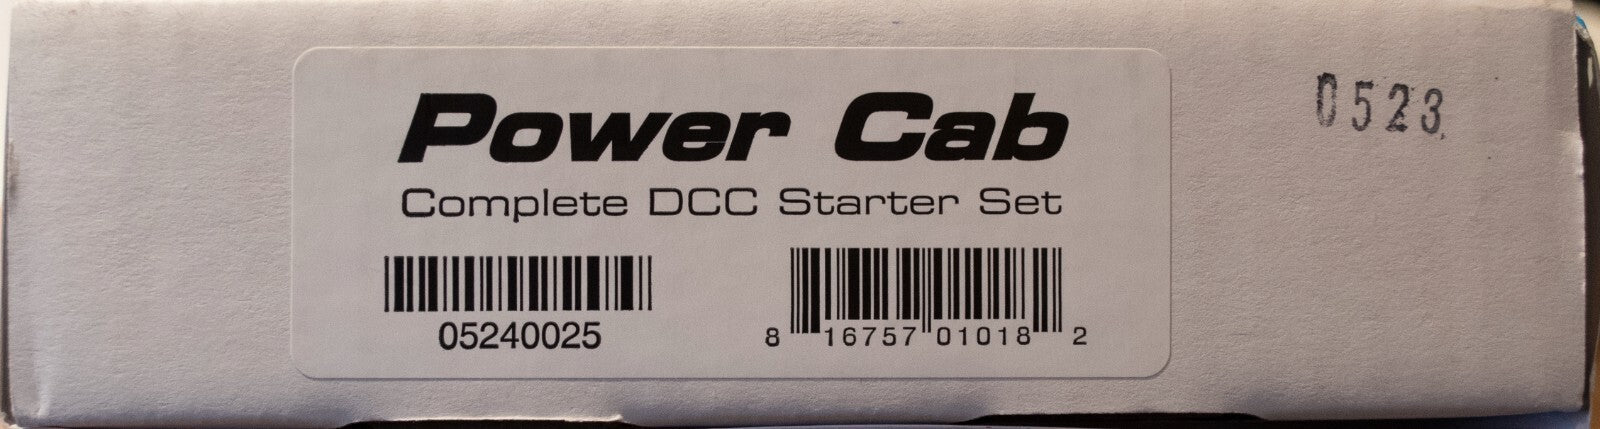 Power Cab
Complete DCC Starter Set
05240025
8 16757 01018 2
0523